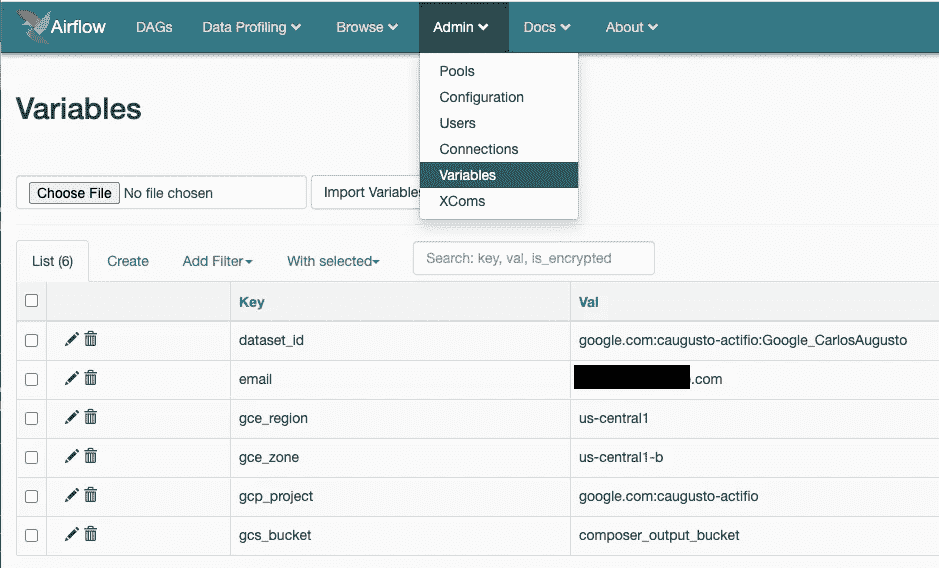 Airflow DAGs Data Profiling Browse Admin Docs About
Pools
Configuration
Users
Connections
Variables
XComs
Variables
Choose File No file chosen Import Variables
List (6) Create Add Filter With selected Search: key, val, is_encrypted
Key Val
dataset_id google.com:caugusto-actifio:Google_CarlosAugusto
email .com
gce_region us-central1
gce_zone us-central1-b
gcp_project google.com:caugusto-actifio
gcs_bucket composer_output_bucket